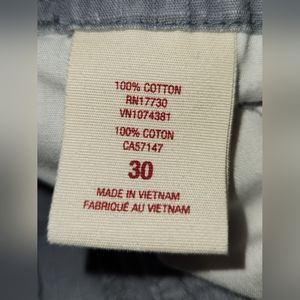 100% COTTON
RN17730
VN1074381
100% COTON
CA57147
30
MADE IN VIETNAM
FABRIQUÉ AU VIETNAM